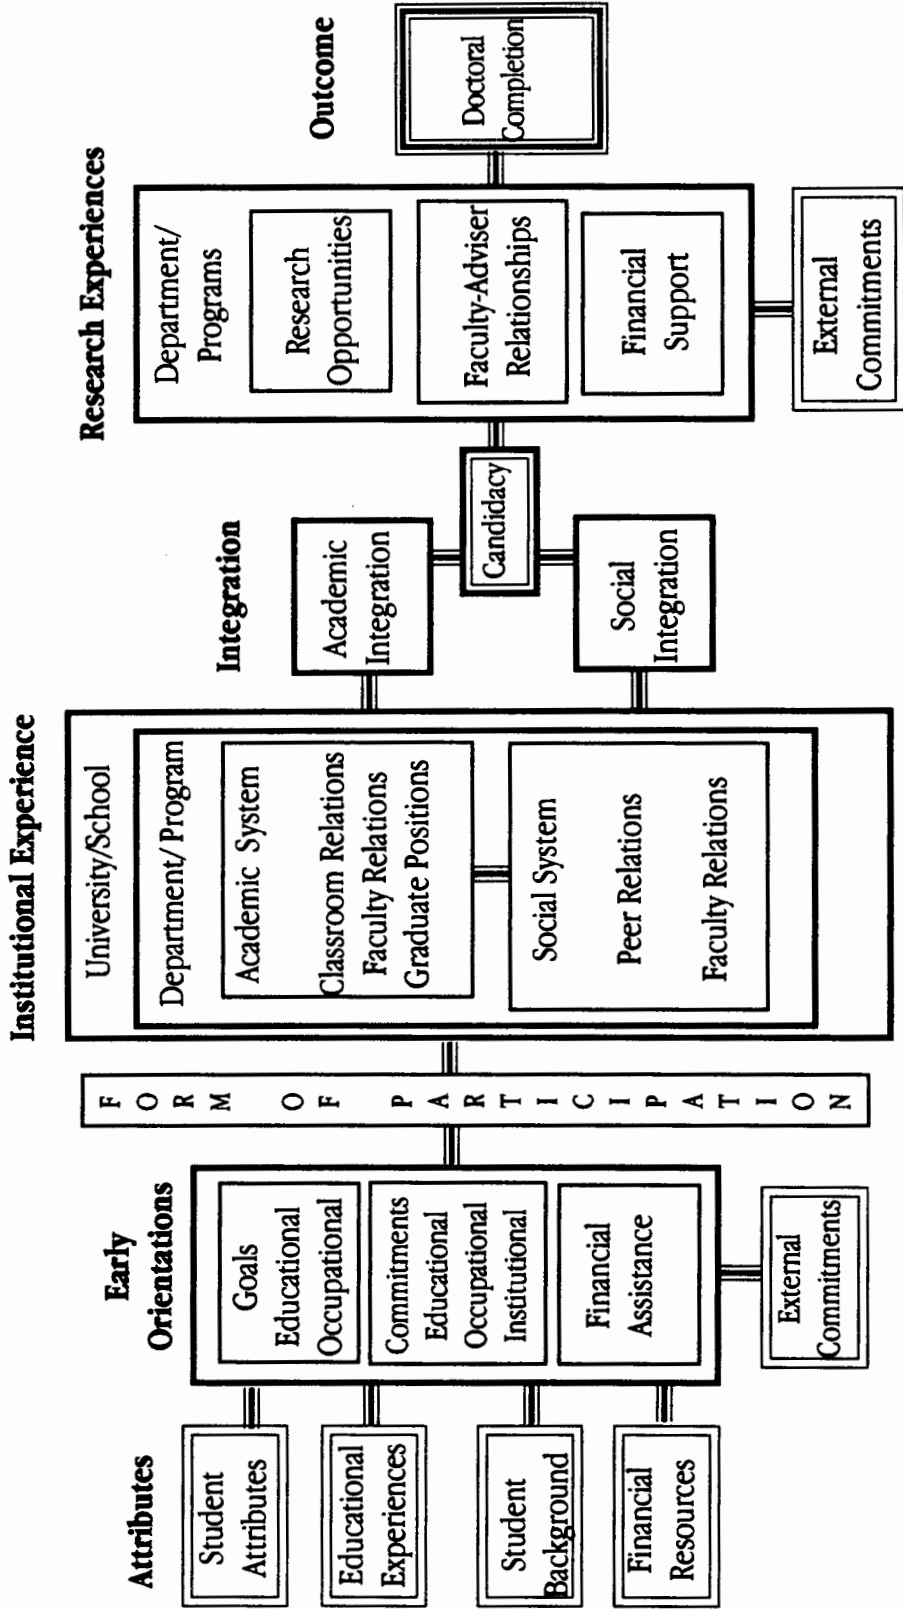 Attributes
Student
Attributes
Educational
Experiences
Student
Background
Financial
Resources
Early
Orientations
Goals
Educational
Occupational
Commitments
Educational
Occupational
Institutional
Financial
Assistance
External
Commitments
FORM OF PARTICIPATION
Institutional Experience
University/School
Department/ Program
Academic System
Classroom Relations
Faculty Relations
Graduate Positions
Social System
Peer Relations
Faculty Relations
Integration
Academic
Integration
Social
Integration
Candidacy
Research Experiences
Department/
Programs
Research
Opportunities
Faculty-Adviser
Relationships
Financial
Support
External
Commitments
Outcome
Doctoral
Completion